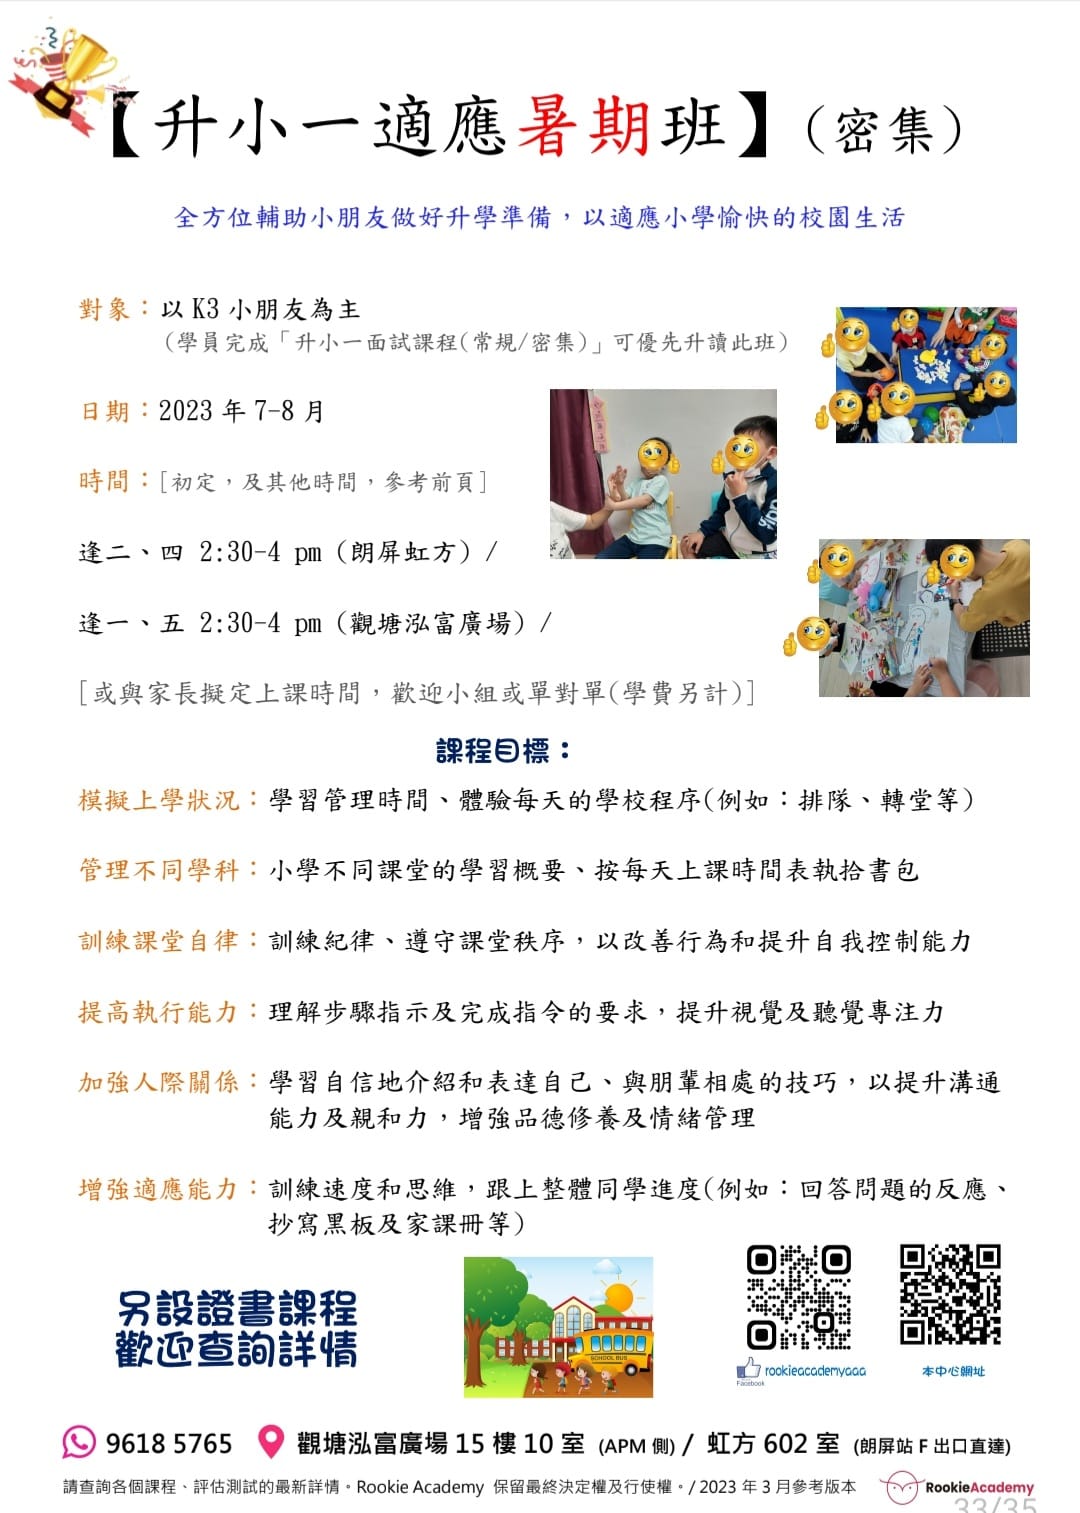 【升小一適應暑期班】(密集)
全方位輔助小朋友做好升學準備，以適應小學愉快的校園生活
對象：以 K3 小朋友為主
(學員完成「升小一面試課程(常規/密集)」可優先升讀此班)
日期：2023 年 7-8 月
時間：[初定，及其他時間，參考前頁]
逢二、四 2:30-4 pm (朗屏虹方) /
逢一、五 2:30-4 pm (觀塘泓富廣場) /
[或與家長擬定上課時間，歡迎小組或單對單(學費另計)]
課程目標：
模擬上學狀況：學習管理時間、體驗每天的學校程序(例如：排隊、轉堂等)
管理不同學科：小學不同課堂的學習概要、按每天上課時間表執拾書包
訓練課堂自律：訓練紀律、遵守課堂秩序，以改善行為和提升自我控制能力
提高執行能力：理解步驟指示及完成指令的要求，提升視覺及聽覺專注力
加強人際關係：學習自信地介紹和表達自己、與朋輩相處的技巧，以提升溝通
能力及親和力，增強品德修養及情緒管理
增強適應能力：訓練速度和思維，跟上整體同學進度(例如：回答問題的反應、
抄寫黑板及家課冊等)
另設證書課程
歡迎查詢詳情
SCHOOL BUS
Facebook
rookieacademyaaa
本中心網址
9618 5765 觀塘泓富廣場 15 樓 10 室 (APM 側) / 虹方 602 室 (朗屏站 F 出口直達)
請查詢各個課程、評估測試的最新詳情。Rookie Academy 保留最終決定權及行使權。/ 2023 年 3 月參考版本
RookieAcademy
33/35